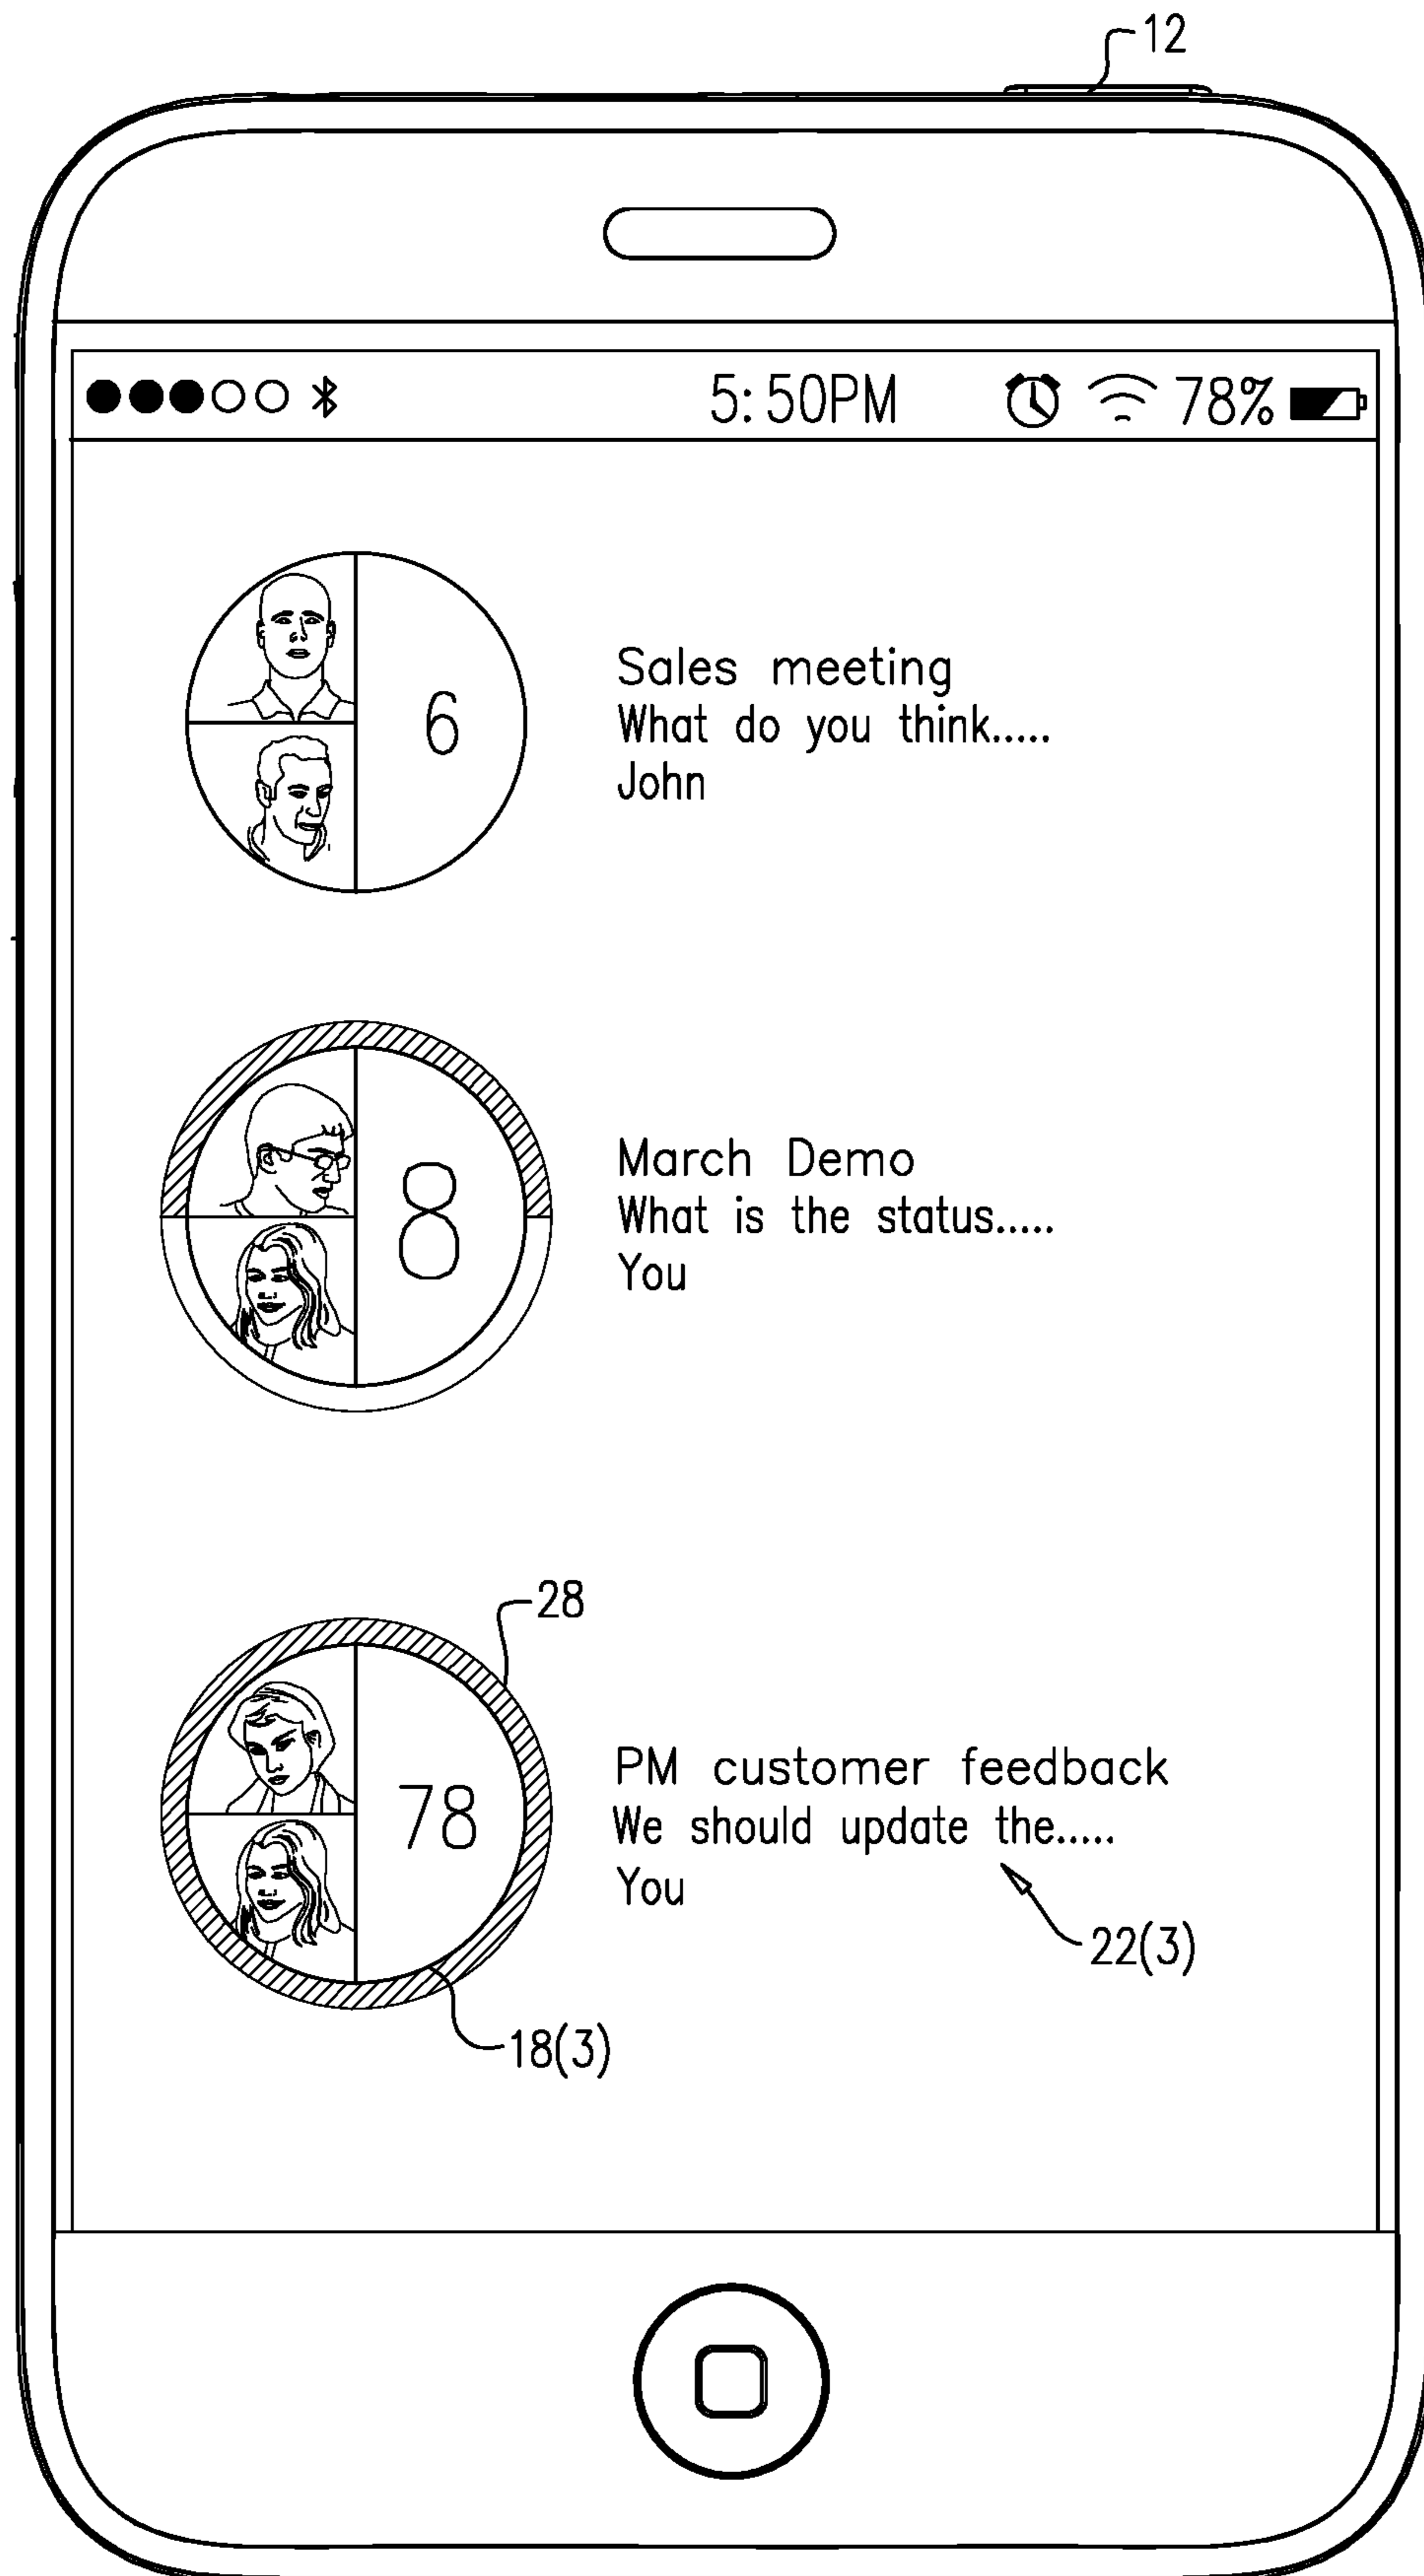 12
5:50PM 78%
6
Sales meeting
What do you think.....
John
8
March Demo
What is the status.....
You
28
78
PM customer feedback
We should update the.....
You
22(3)
18(3)